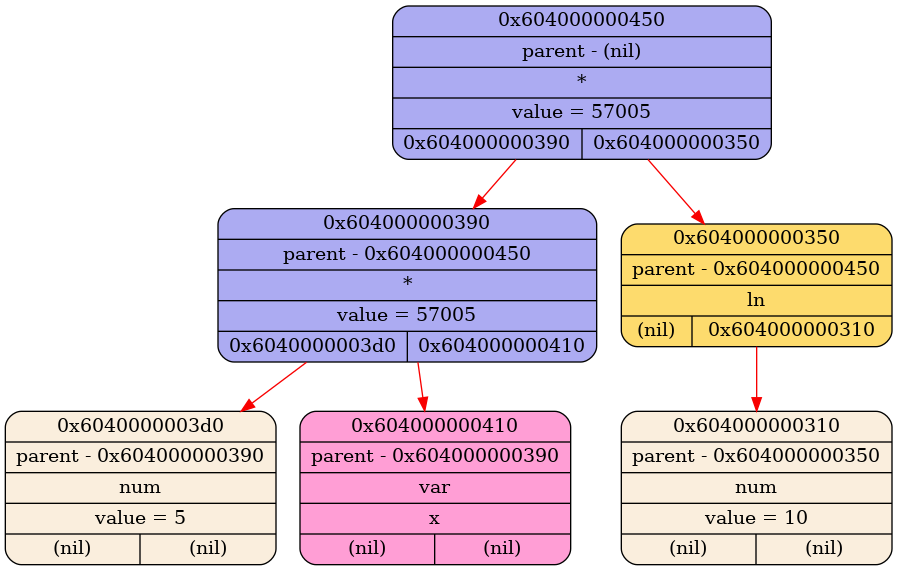 0x604000000450
parent - (nil)
*
value = 57005
0x604000000390 0x604000000350
0x604000000390
parent - 0x604000000450
*
value = 57005
0x6040000003d0 0x604000000410
0x604000000350
parent - 0x604000000450
ln
(nil) 0x604000000310
0x6040000003d0
parent - 0x604000000390
num
value = 5
(nil) (nil)
0x604000000410
parent - 0x604000000390
var
x
(nil) (nil)
0x604000000310
parent - 0x604000000350
num
value = 10
(nil) (nil)